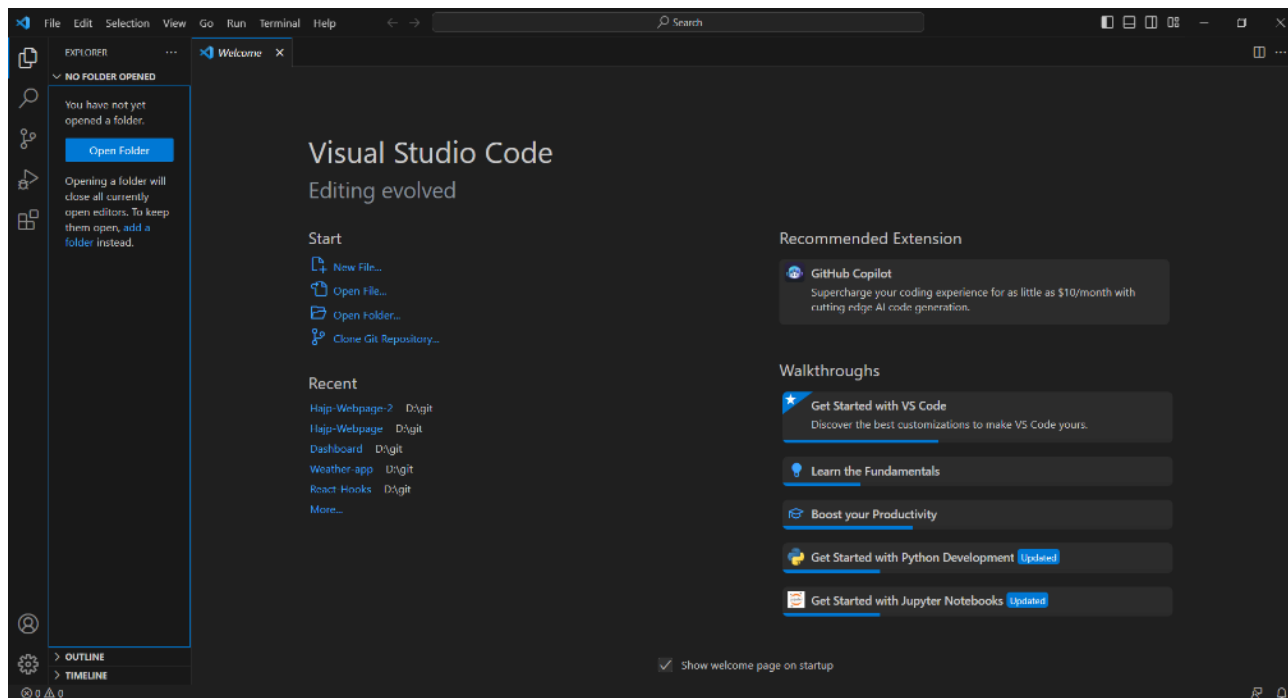 File Edit Selection View Go Run Terminal Help
Search
EXPLORER
Welcome
NO FOLDER OPENED
You have not yet
opened a folder.
Open Folder
Opening a folder will
close all currently
open editors. To keep
them open, add a
folder instead.
OUTLINE
TIMELINE
Visual Studio Code
Editing evolved
Start
New File...
Open File...
Open Folder...
Clone Git Repository...
Recent
Hajp-Webpage-2 D:\git
Hajp-Webpage D:\git
Dashboard D:\git
Weather-app D:\git
React-Hooks D:\git
More...
Recommended Extension
GitHub Copilot
Supercharge your coding experience for as little as $10/month with
cutting edge AI code generation.
Walkthroughs
Get Started with VS Code
Discover the best customizations to make VS Code yours.
Learn the Fundamentals
Boost your Productivity
Get Started with Python Development Updated
Get Started with Jupyter Notebooks Updated
Show welcome page on startup
0 0